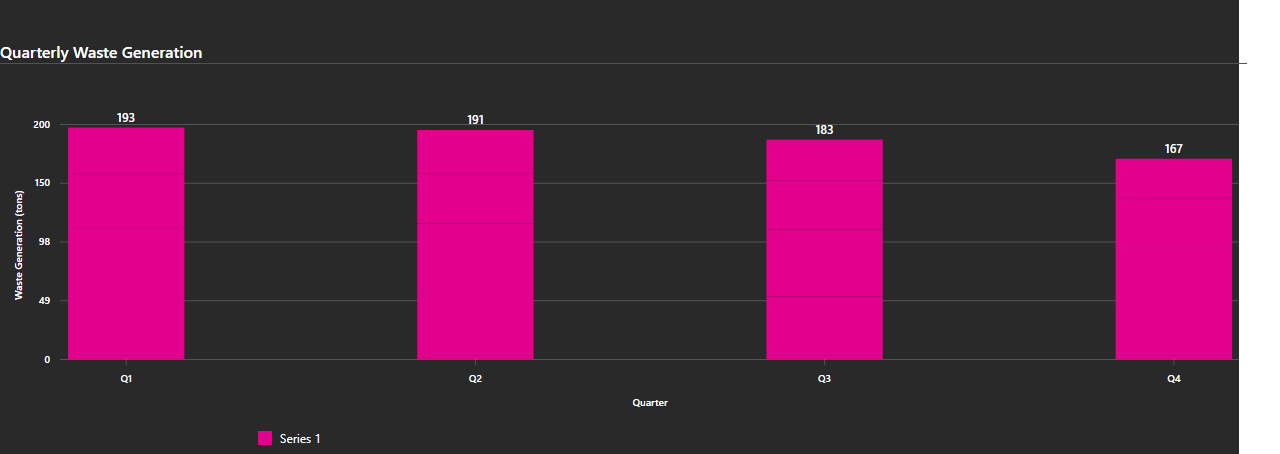 Quarterly Waste Generation
193
191
183
167
200
150
98
49
0
Waste Generation (tons)
Q1
Q2
Q3
Q4
Quarter
Series 1